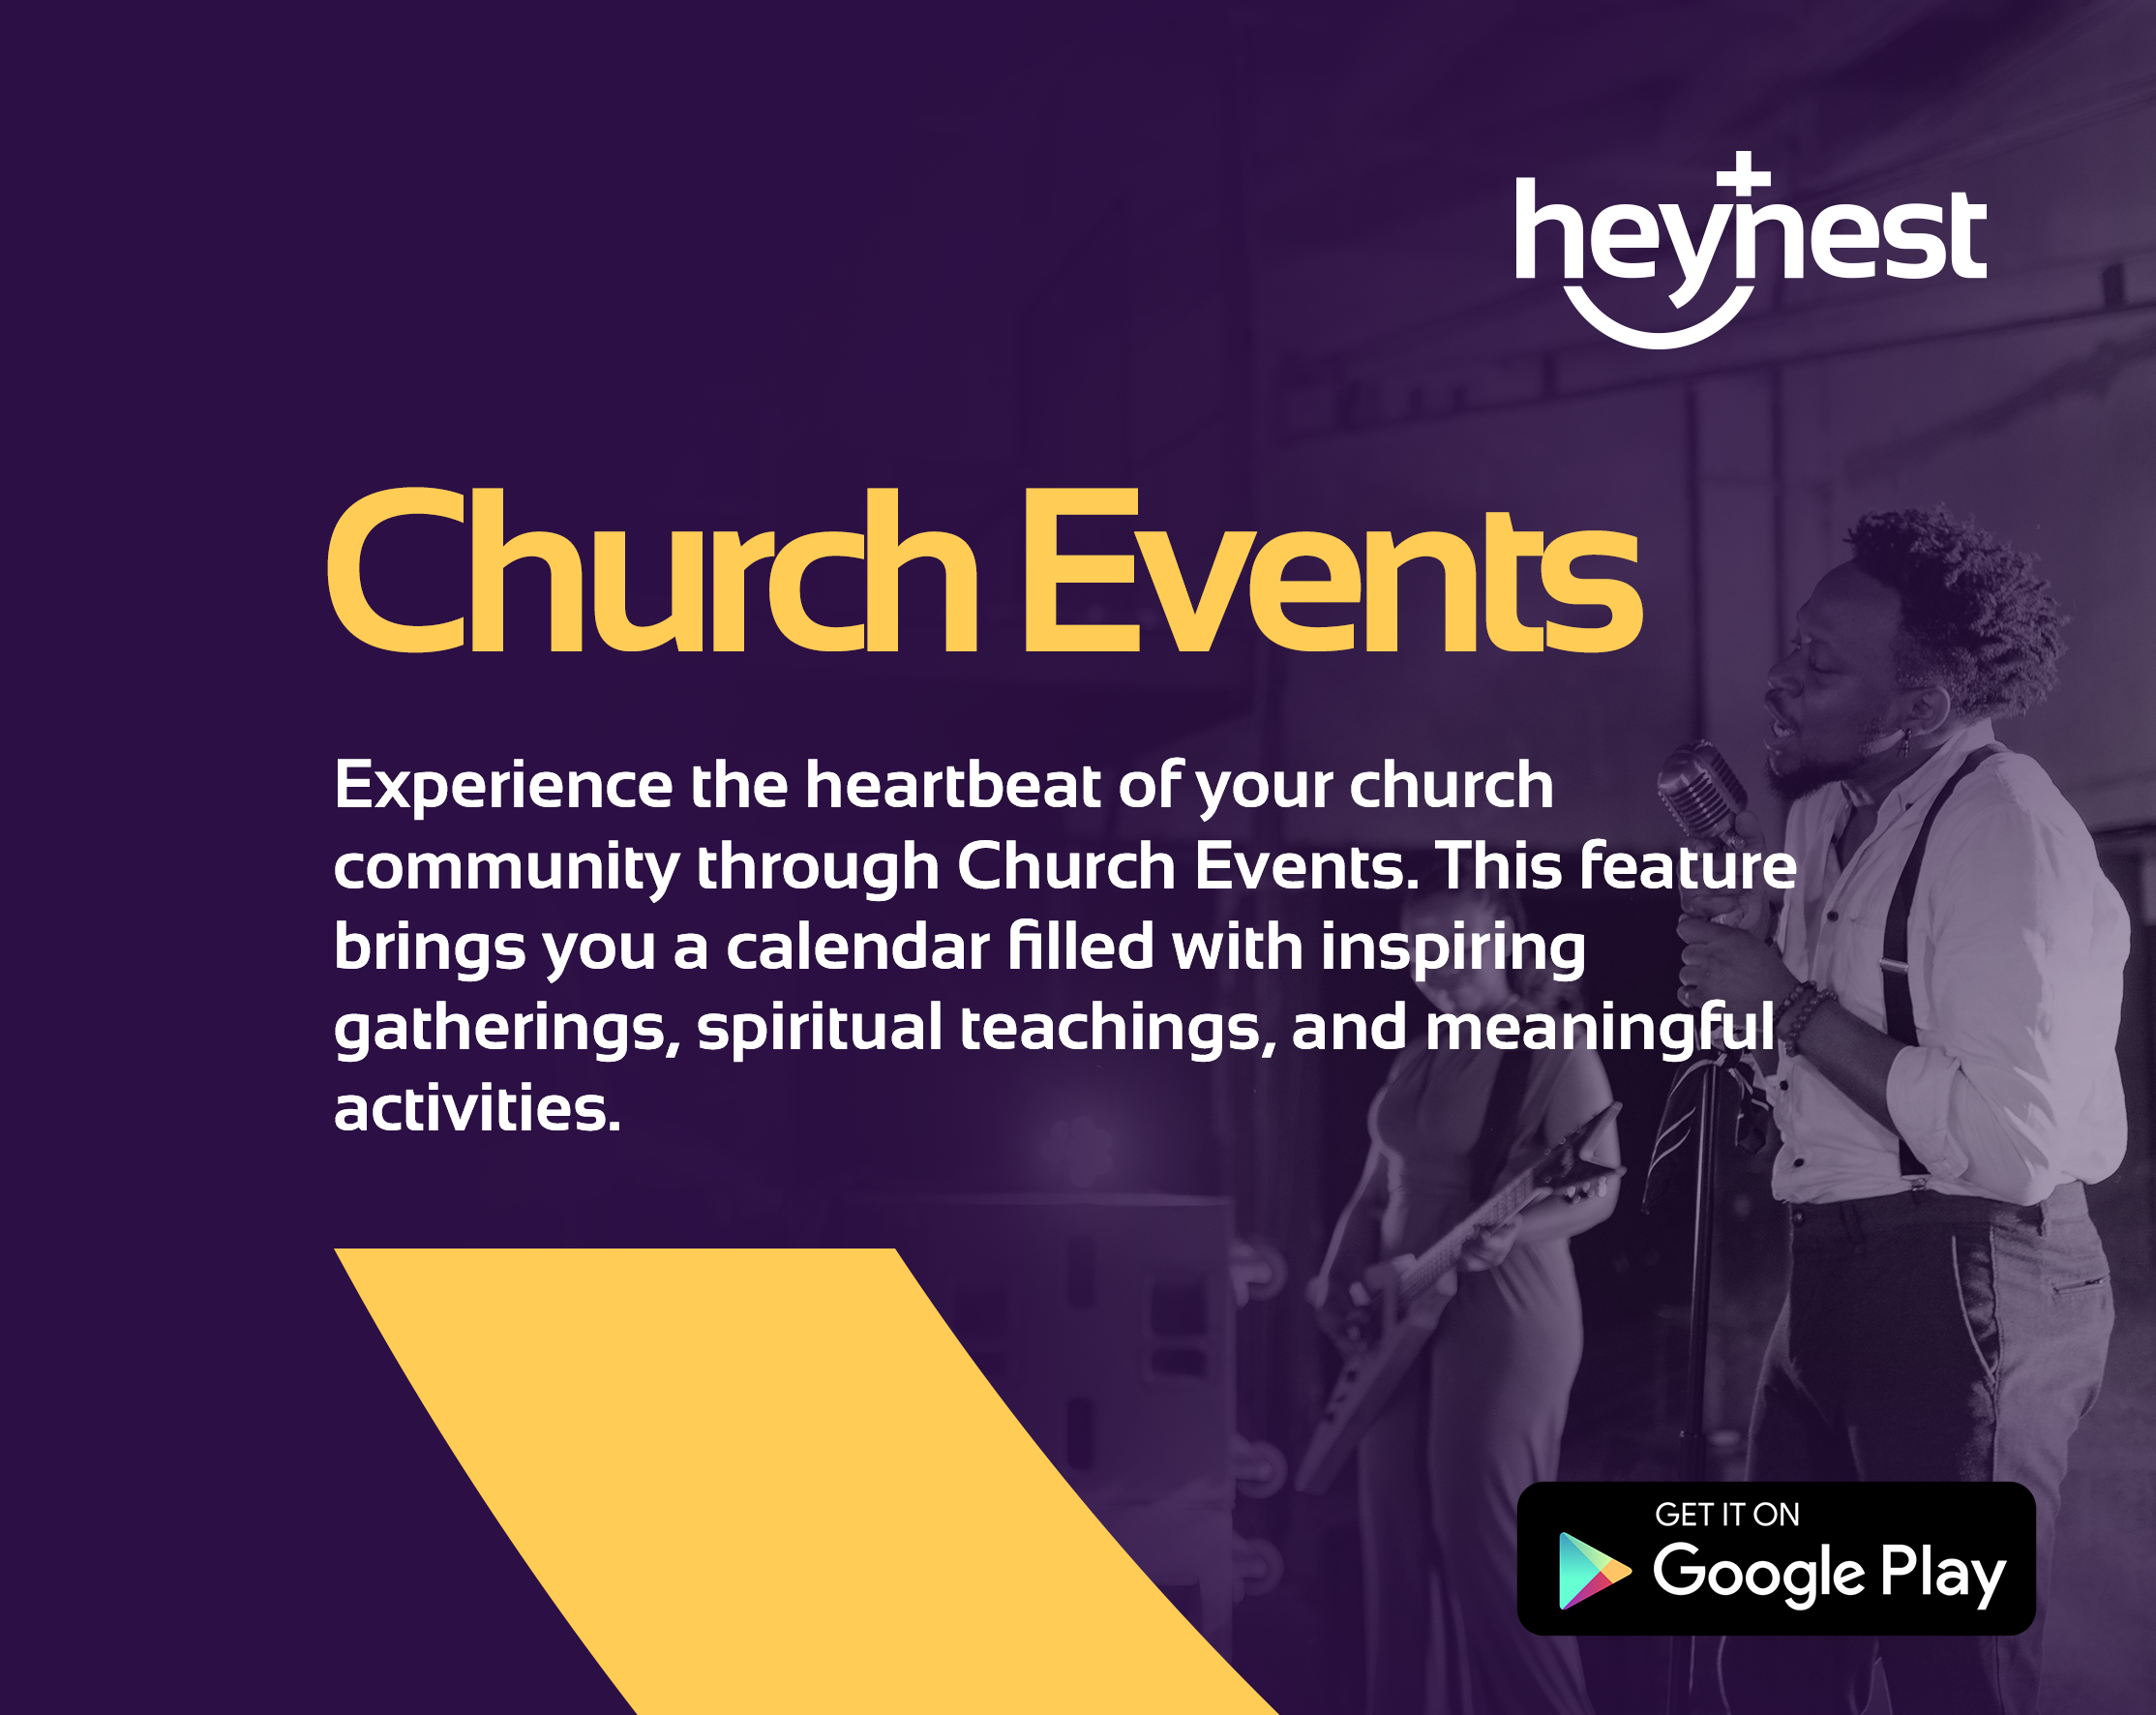 heynest
Church Events
Experience the heartbeat of your church
community through Church Events. This feature
brings you a calendar filled with inspiring
gatherings, spiritual teachings, and meaningful
activities.
GET IT ON
Google Play